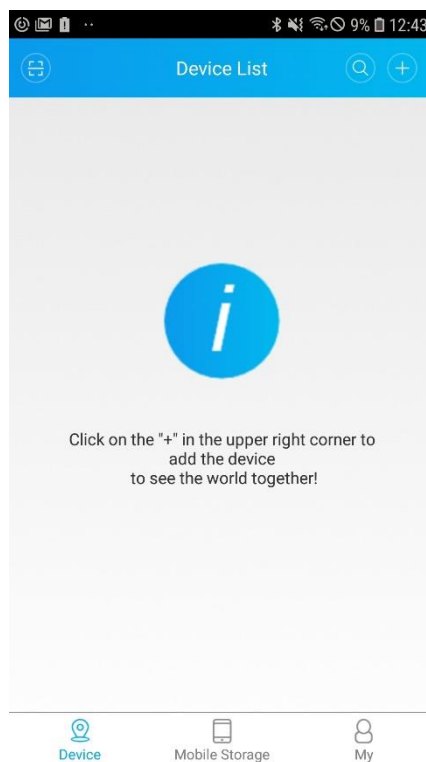 9% 12:43
Device List
i
Click on the "+" in the upper right corner to
add the device
to see the world together!
Device Mobile Storage My